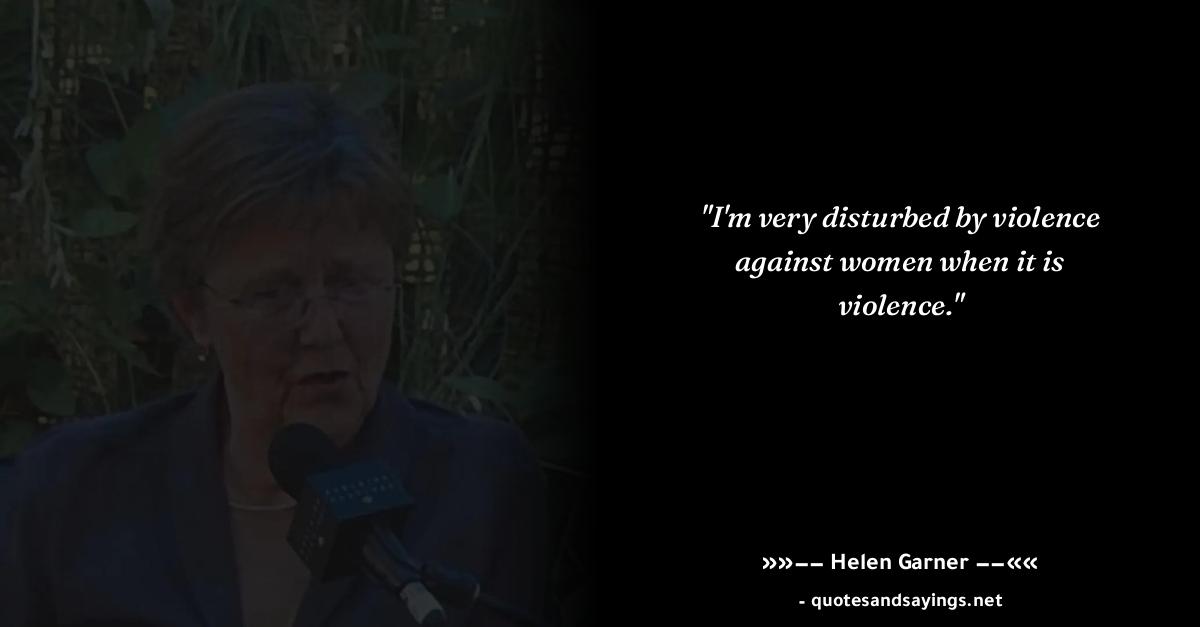 "I'm very disturbed by violence
against women when it is
violence."
»»−− Helen Garner −−««
- quotesandsayings.net